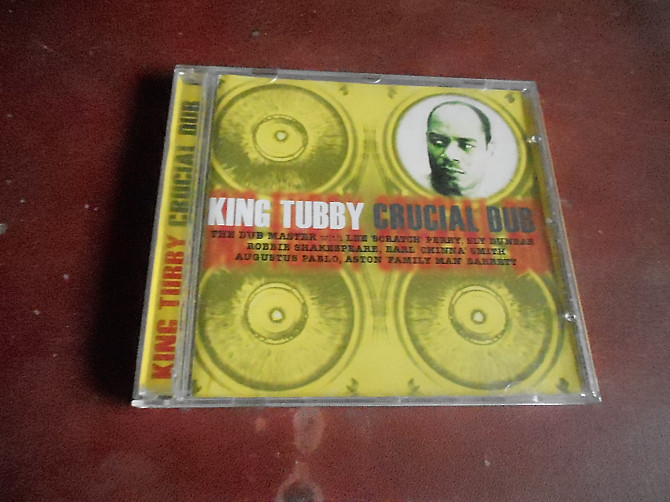 KING TUBBY CRUCIAL DUB
KING TUBBY CRUCIAL DUB
THE DUB MASTER WITH LEE 'SCRATCH' PERRY, SLY DUNBAR
ROBBIE SHAKESPEARE, EARL CHINNA SMITH
AUGUSTUS PABLO, ASTON 'FAMILY MAN' BARRETT